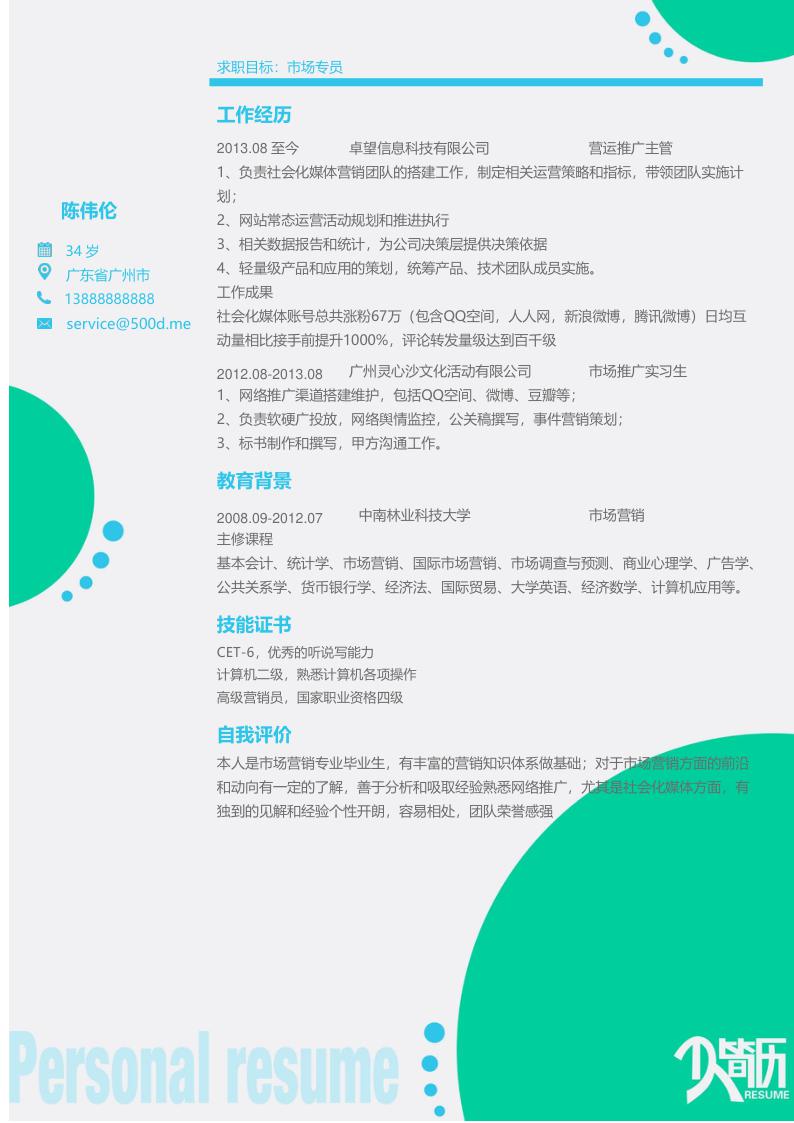 求职目标：市场专员
工作经历
2013.08 至今 卓望信息科技有限公司 营运推广主管
1、负责社会化媒体营销团队的搭建工作，制定相关运营策略和指标，带领团队实施计
划；
2、网站常态运营活动规划和推进执行
3、相关数据报告和统计，为公司决策层提供决策依据
4、轻量级产品和应用的策划，统筹产品、技术团队成员实施。
工作成果
社会化媒体账号总共涨粉67万（包含QQ空间，人人网，新浪微博，腾讯微博）日均互
动量相比接手前提升1000%，评论转发量级达到百千级
2012.08-2013.08 广州灵心沙文化活动有限公司 市场推广实习生
1、网络推广渠道搭建维护，包括QQ空间、微博、豆瓣等；
2、负责软硬广投放，网络舆情监控，公关稿撰写，事件营销策划；
3、标书制作和撰写，甲方沟通工作。
教育背景
2008.09-2012.07 中南林业科技大学 市场营销
主修课程
基本会计、统计学、市场营销、国际市场营销、市场调查与预测、商业心理学、广告学、
公共关系学、货币银行学、经济法、国际贸易、大学英语、经济数学、计算机应用等。
技能证书
CET-6，优秀的听说写能力
计算机二级，熟悉计算机各项操作
高级营销员，国家职业资格四级
自我评价
本人是市场营销专业毕业生，有丰富的营销知识体系做基础；对于市场营销方面的前沿
和动向有一定的了解，善于分析和吸取经验熟悉网络推广，尤其是社会化媒体方面，有
独到的见解和经验个性开朗，容易相处，团队荣誉感强
陈伟伦
34 岁
广东省广州市
13888888888
service@500d.me
Personal resume
简历
RESUME